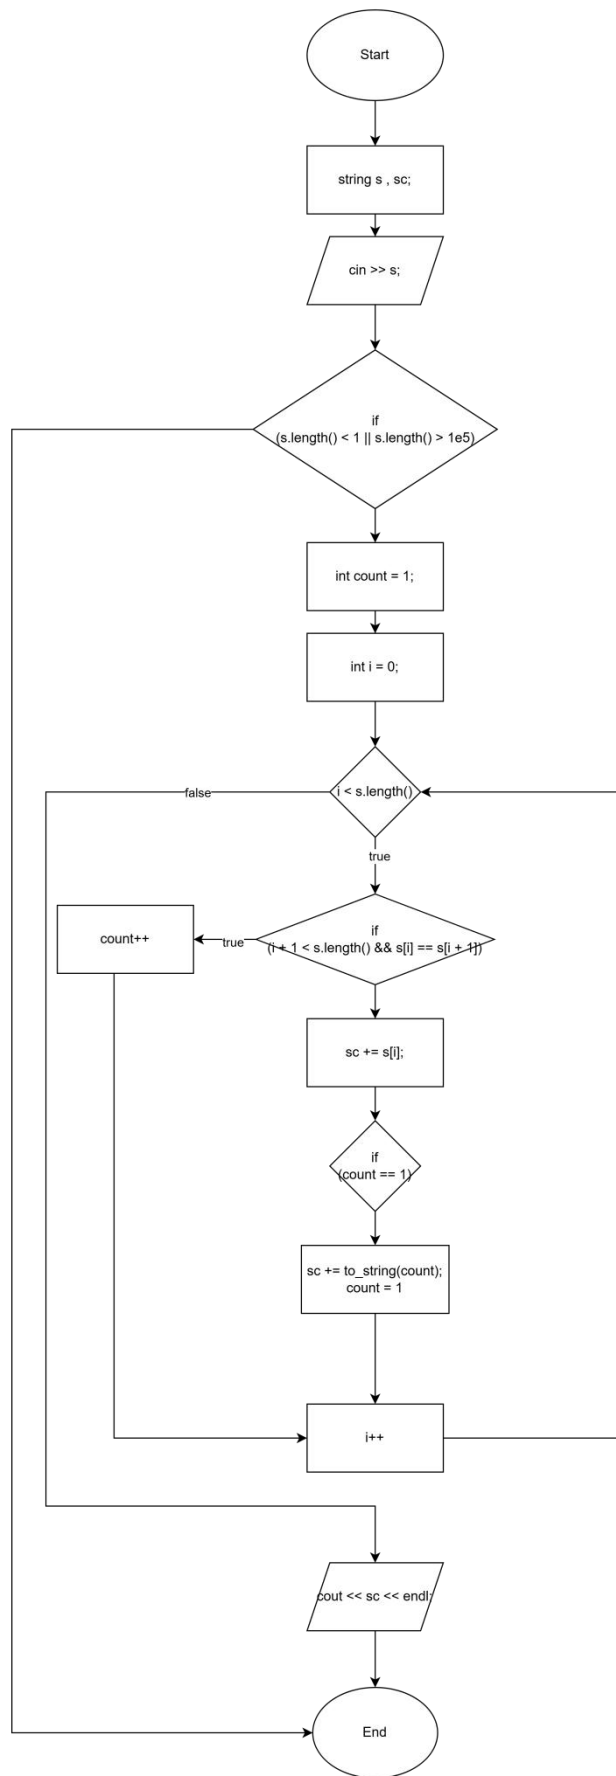 Start
string s , sc;
cin >> s;
if
(s.length() < 1 || s.length() > 1e5)
int count = 1;
int i = 0;
i < s.length()
false
true
if
(i + 1 < s.length() && s[i] == s[i + 1])
true
count++
sc += s[i];
if
(count == 1)
sc += to_string(count);
count = 1
i++
cout << sc << endl;
End